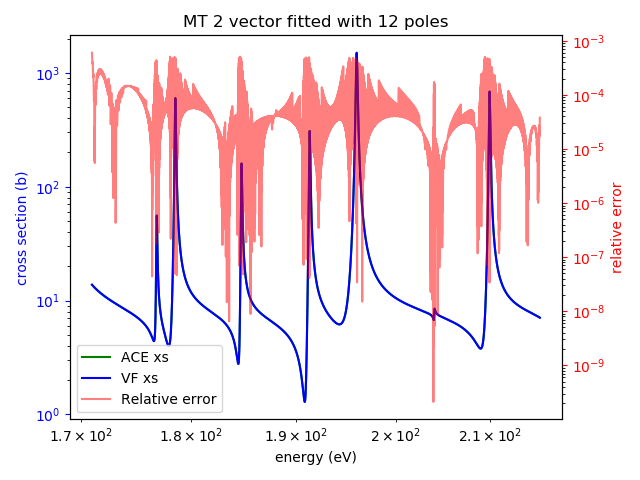 MT 2 vector fitted with 12 poles
cross section (b)
10³
10²
10¹
10⁰
10⁻³
10⁻⁴
10⁻⁵
10⁻⁶
10⁻⁷
10⁻⁸
10⁻⁹
relative error
ACE xs
VF xs
Relative error
1.7 × 10² 1.8 × 10² 1.9 × 10² 2 × 10² 2.1 × 10²
energy (eV)